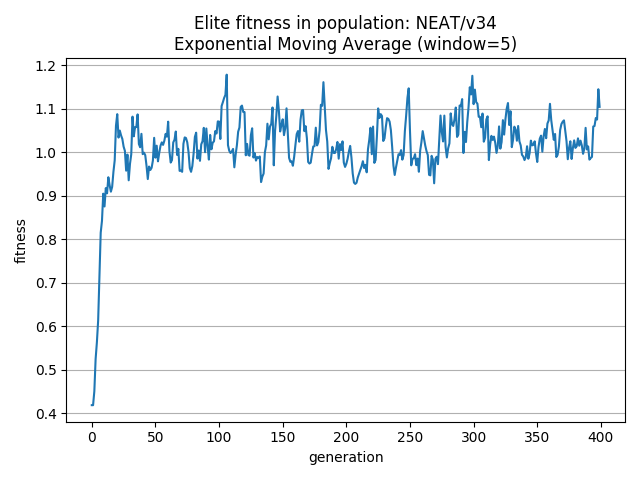 Elite fitness in population: NEAT/v34
Exponential Moving Average (window=5)
1.2
1.1
1.0
0.9
0.8
0.7
0.6
0.5
0.4
fitness
0 50 100 150 200 250 300 350 400
generation